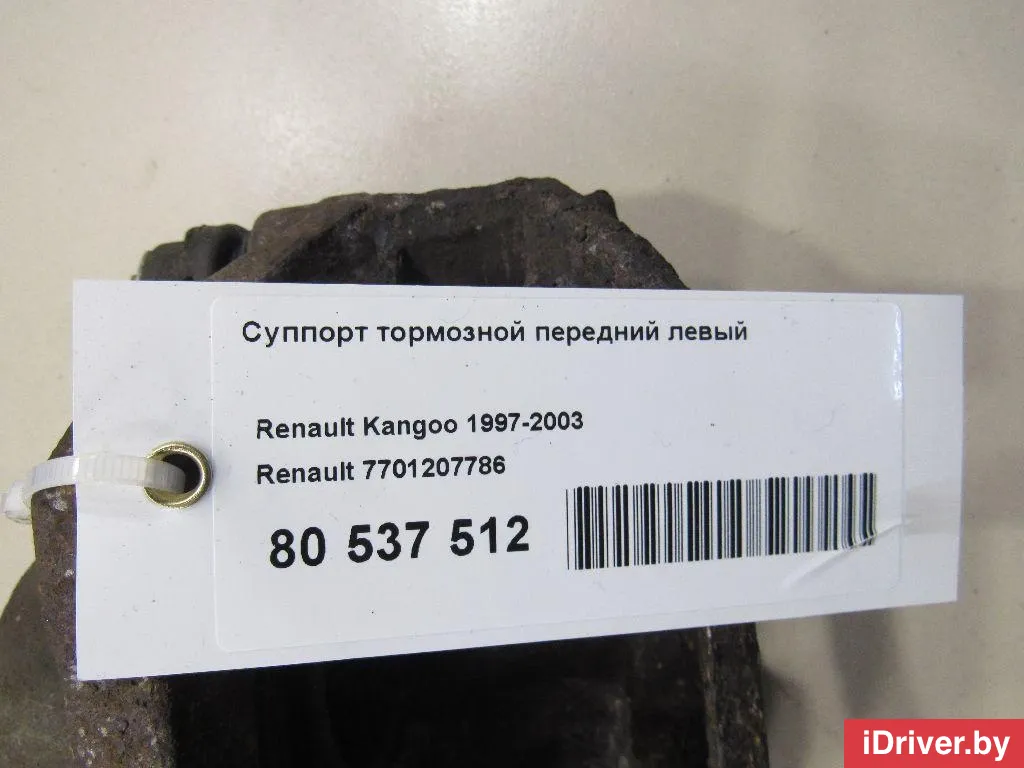 Суппорт тормозной передний левый
Renault Kangoo 1997-2003
Renault 7701207786
80 537 512
iDriver.by